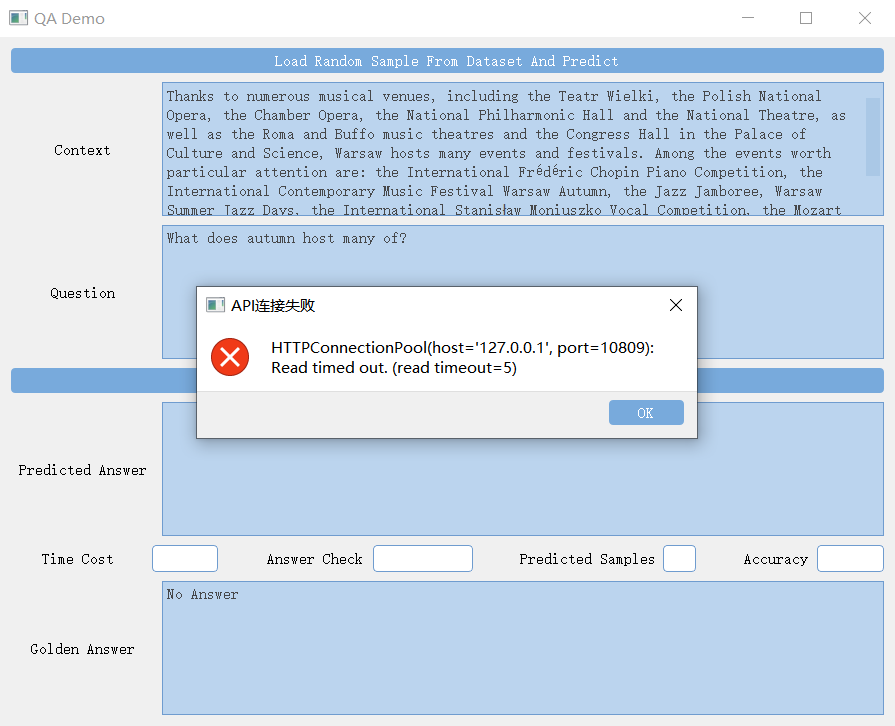 QA Demo
Load Random Sample From Dataset And Predict
Context
Thanks to numerous musical venues, including the Teatr Wielki, the Polish National
Opera, the Chamber Opera, the National Philharmonic Hall and the National Theatre, as
well as the Roma and Buffo music theatres and the Congress Hall in the Palace of
Culture and Science, Warsaw hosts many events and festivals. Among the events worth
particular attention are: the International Frédéric Chopin Piano Competition, the
International Contemporary Music Festival Warsaw Autumn, the Jazz Jamboree, Warsaw
Summer Jazz Days, the International Stanisław Moniuszko Vocal Competition, the Mozart
Question
What does autumn host many of?
API连接失败
HTTPConnectionPool(host='127.0.0.1', port=10809):
Read timed out. (read timeout=5)
OK
Predicted Answer
Time Cost
Answer Check
Predicted Samples
Accuracy
Golden Answer
No Answer